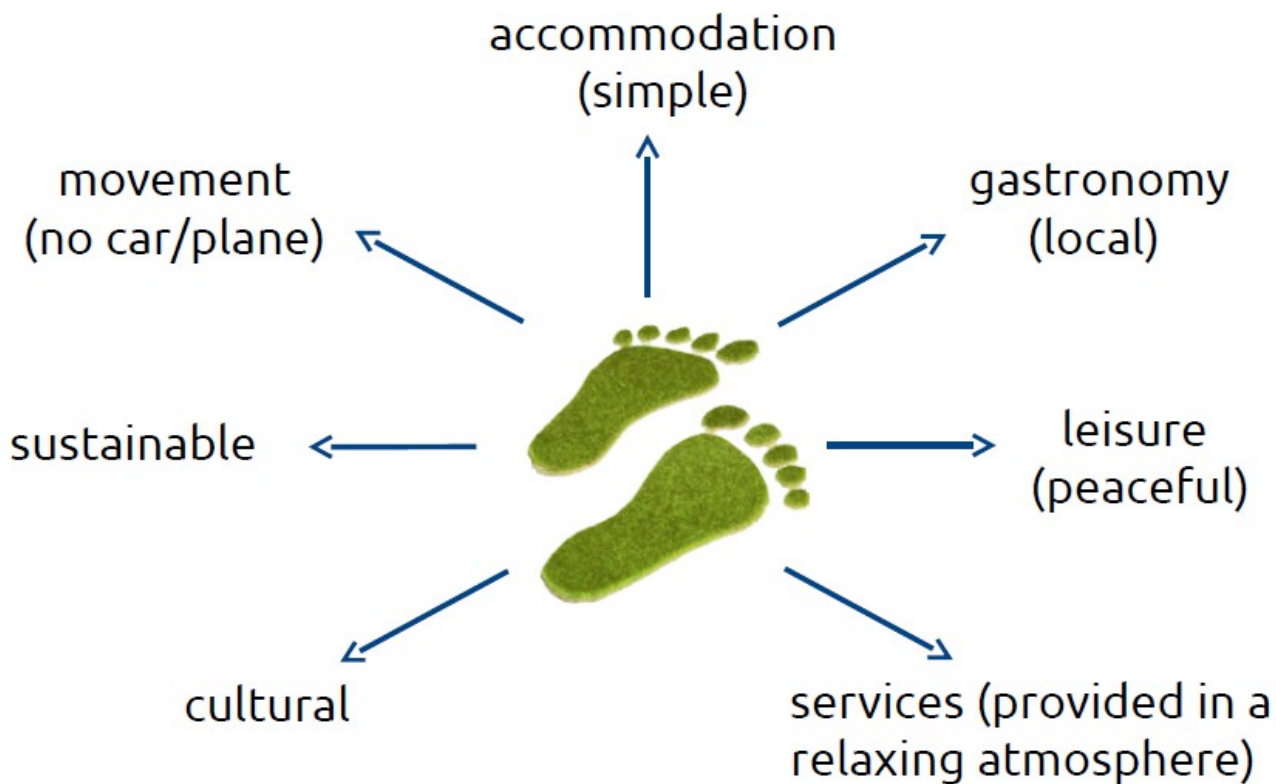 accommodation
(simple)
movement
(no car/plane)
gastronomy
(local)
sustainable
leisure
(peaceful)
cultural
services (provided in a
relaxing atmosphere)